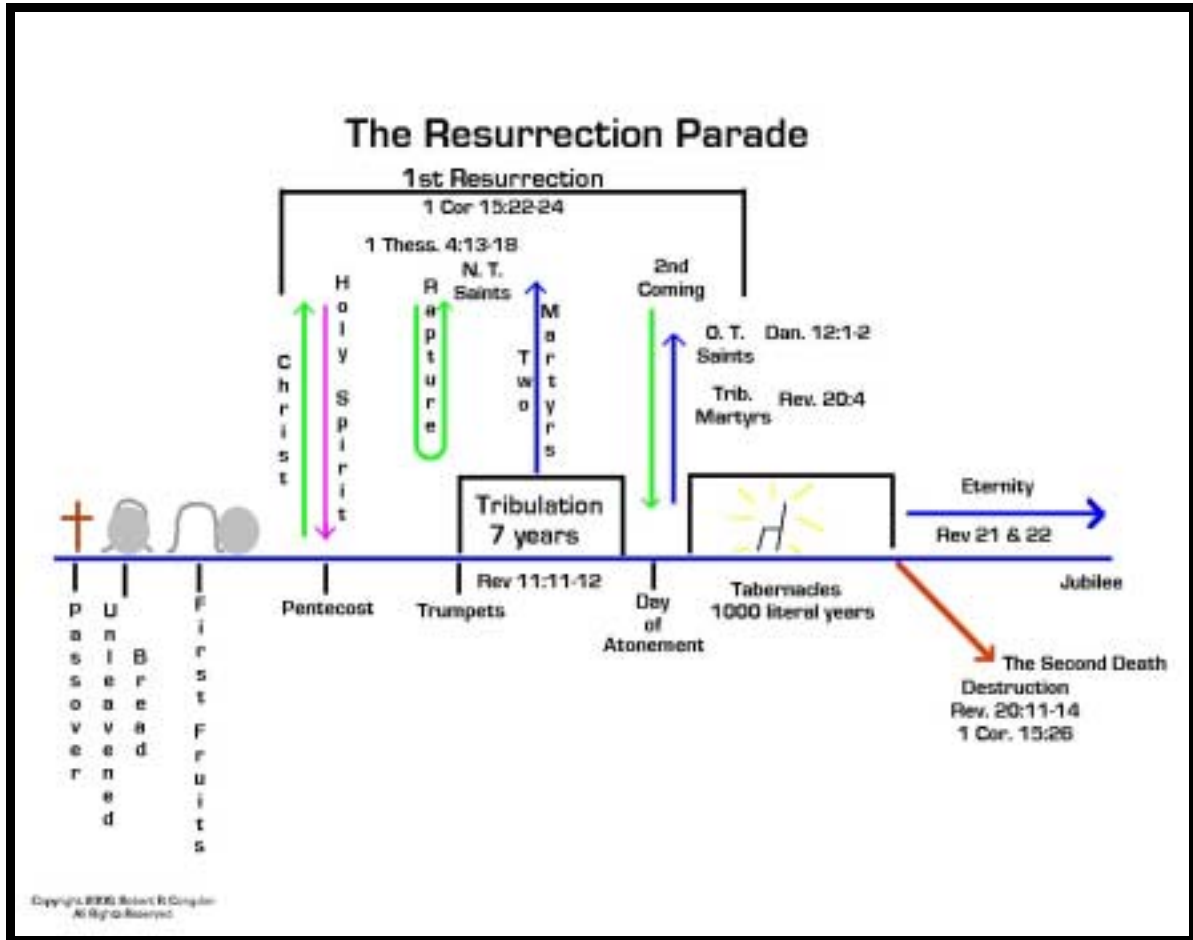 The Resurrection Parade
1st Resurrection
1 Cor 15:22-24
1 Thess. 4:13-18
N. T.
Saints
Christ
Holy Spirit
Rapture
Two
Martyrs
2nd
Coming
O. T.
Saints
Dan. 12:1-2
Trib.
Martyrs
Rev. 20:4
Tribulation
7 years
Eternity
Rev 21 & 22
Jubilee
Passover
Unleavened
Bread
First Fruits
Pentecost
Trumpets
Rev 11:11-12
Day
of
Atonement
Tabernacles
1000 literal years
The Second Death
Destruction
Rev. 20:11-14
1 Cor. 15:26
Copyright Robert R Congdon
All Rights Reserved